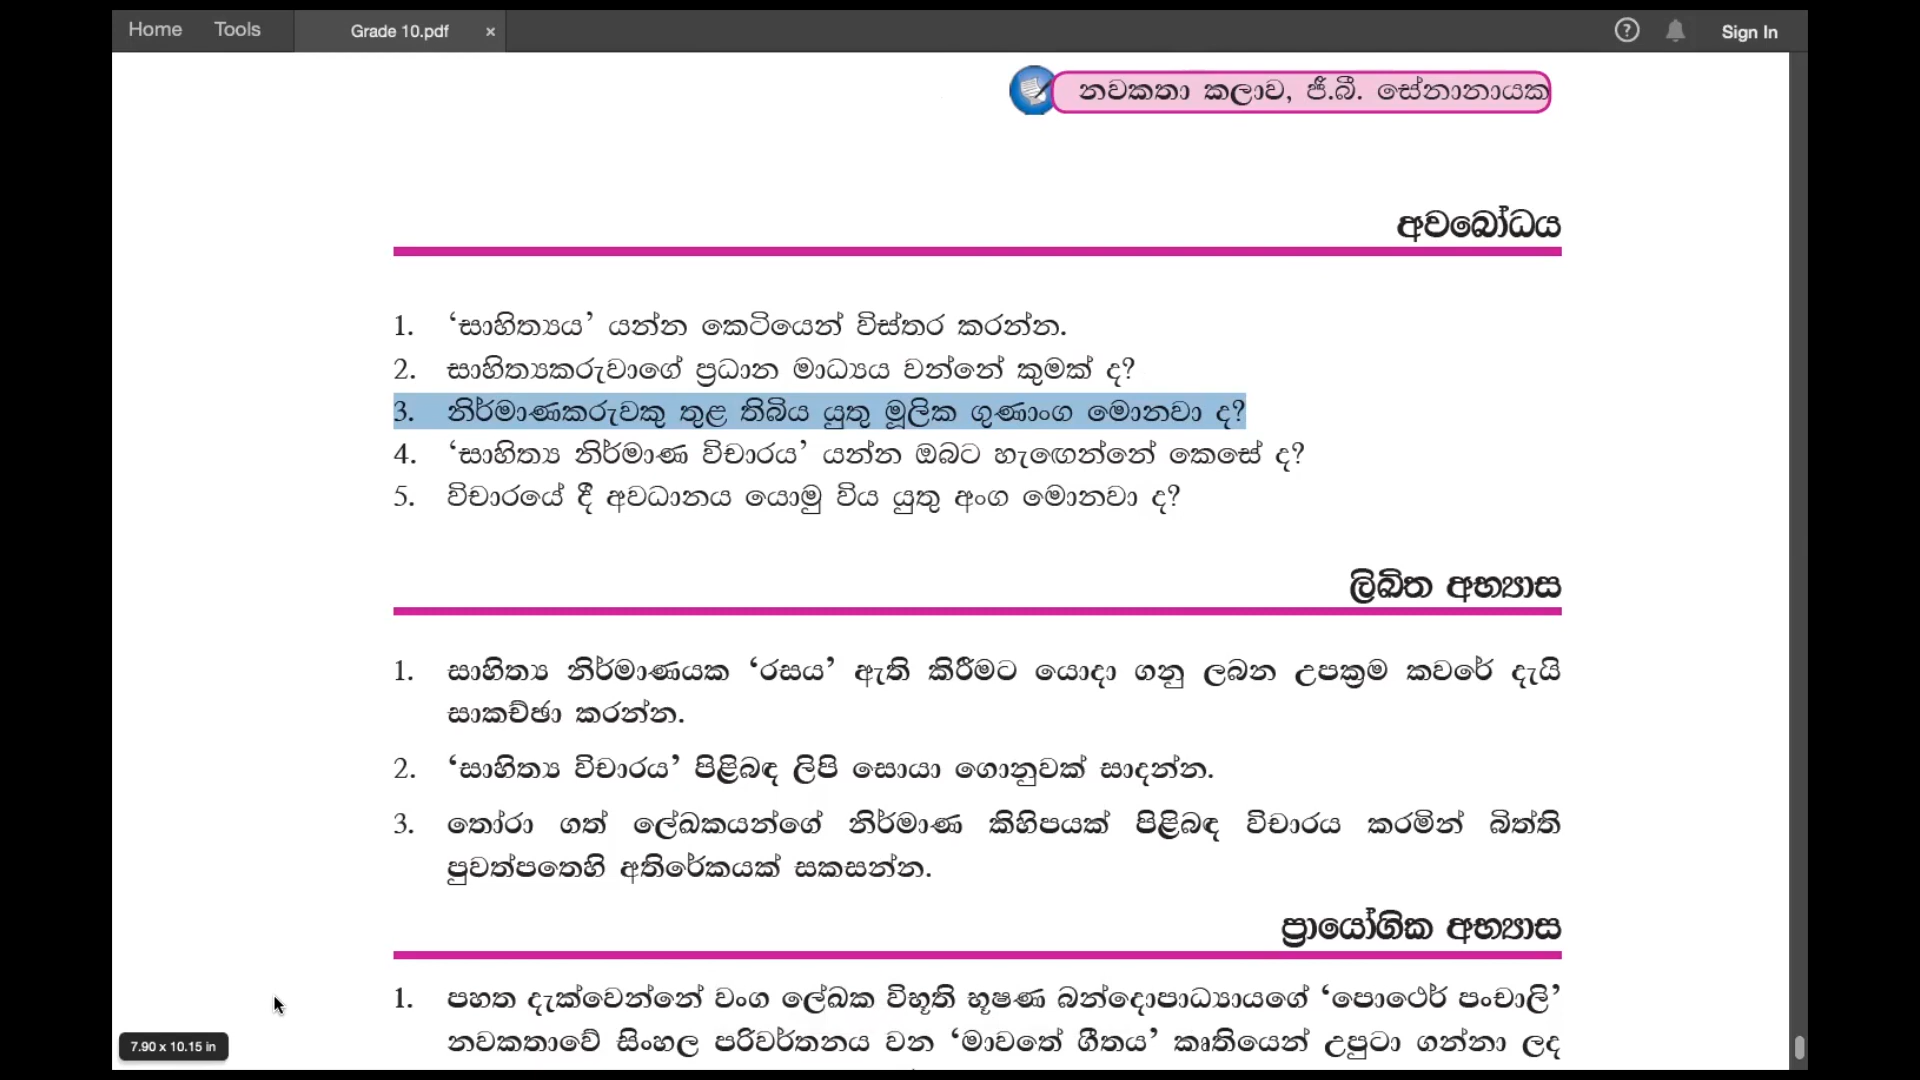 Home Tools Grade 10.pdf × ? Sign In
නවකතා කලාව, ජී.බී. සේනානායක
අවබෝධය
1. ‘සාහිත්‍යය’ යන්න කෙටියෙන් විස්තර කරන්න.
2. සාහිත්‍යකරුවාගේ ප්‍රධාන මාධ්‍යය වන්නේ කුමක් ද?
3. නිර්මාණකරුවකු තුළ තිබිය යුතු මූලික ගුණාංග මොනවා ද?
4. ‘සාහිත්‍ය නිර්මාණ විචාරය’ යන්න ඔබට හැඟෙන්නේ කෙසේ ද?
5. විචාරයේ දී අවධානය යොමු විය යුතු අංග මොනවා ද?
ලිඛිත අභ්‍යාස
1. සාහිත්‍ය නිර්මාණයක ‘රසය’ ඇති කිරීමට යොදා ගනු ලබන උපක්‍රම කවරේ දැයි
සාකච්ඡා කරන්න.
2. ‘සාහිත්‍ය විචාරය’ පිළිබඳ ලිපි සොයා ගොනුවක් සාදන්න.
3. තෝරා ගත් ලේඛකයන්ගේ නිර්මාණ කිහිපයක් පිළිබඳ විචාරය කරමින් බිත්ති
පුවත්පතෙහි අතිරේකයක් සකසන්න.
ප්‍රායෝගික අභ්‍යාස
1. පහත දැක්වෙන්නේ වංග ලේඛක විභූති භූෂණ බන්දොපාධ්‍යායගේ ‘පොථෙර් පංචාලි’
නවකතාවේ සිංහල පරිවර්තනය වන ‘මාවතේ ගීතය’ කෘතියෙන් උපුටා ගන්නා ලද
7.90 x 10.15 in